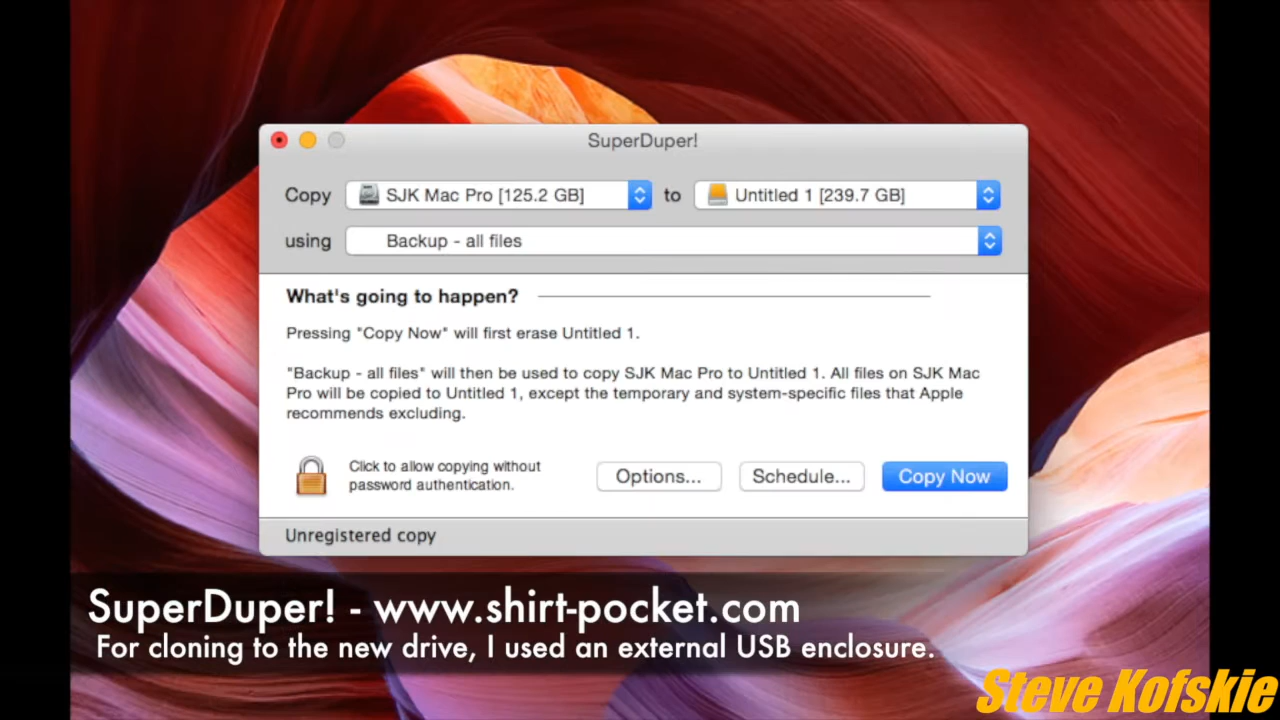 SuperDuper!
Copy SJK Mac Pro [125.2 GB] to Untitled 1 [239.7 GB]
using Backup - all files
What's going to happen?
Pressing "Copy Now" will first erase Untitled 1.
"Backup - all files" will then be used to copy SJK Mac Pro to Untitled 1. All files on SJK Mac
Pro will be copied to Untitled 1, except the temporary and system-specific files that Apple
recommends excluding.
Click to allow copying without
password authentication.
Options... Schedule... Copy Now
Unregistered copy
SuperDuper! - www.shirt-pocket.com
For cloning to the new drive, I used an external USB enclosure.
Steve Kofskie